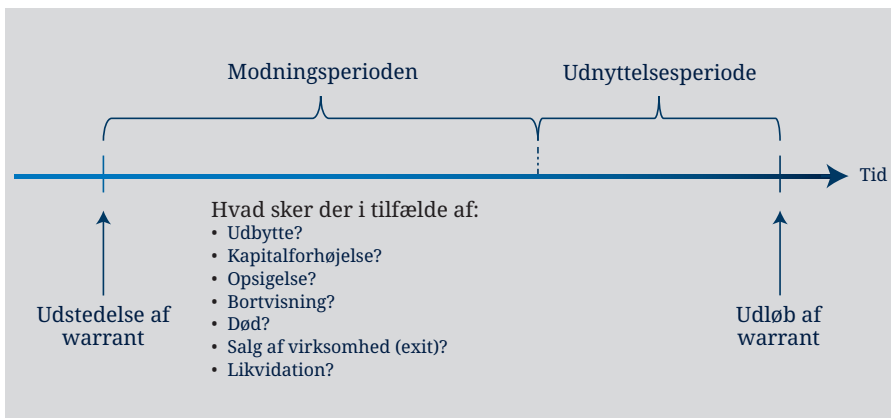 Modningsperioden
Udnyttelsesperiode
Tid
Hvad sker der i tilfælde af:
• Udbytte?
• Kapitalforhøjelse?
• Opsigelse?
• Bortvisning?
• Død?
• Salg af virksomhed (exit)?
• Likvidation?
Udstedelse af
warrant
Udløb af
warrant